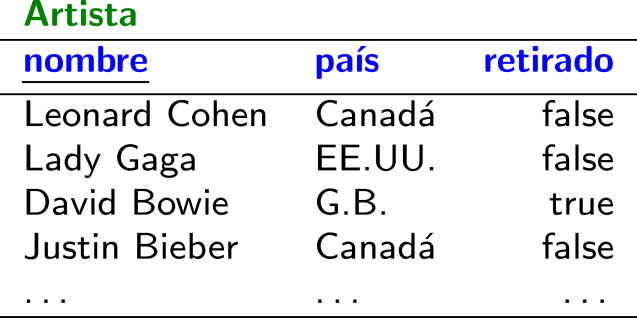 Artista
nombre país retirado
Leonard Cohen Canadá false
Lady Gaga EE.UU. false
David Bowie G.B. true
Justin Bieber Canadá false
... ... ...